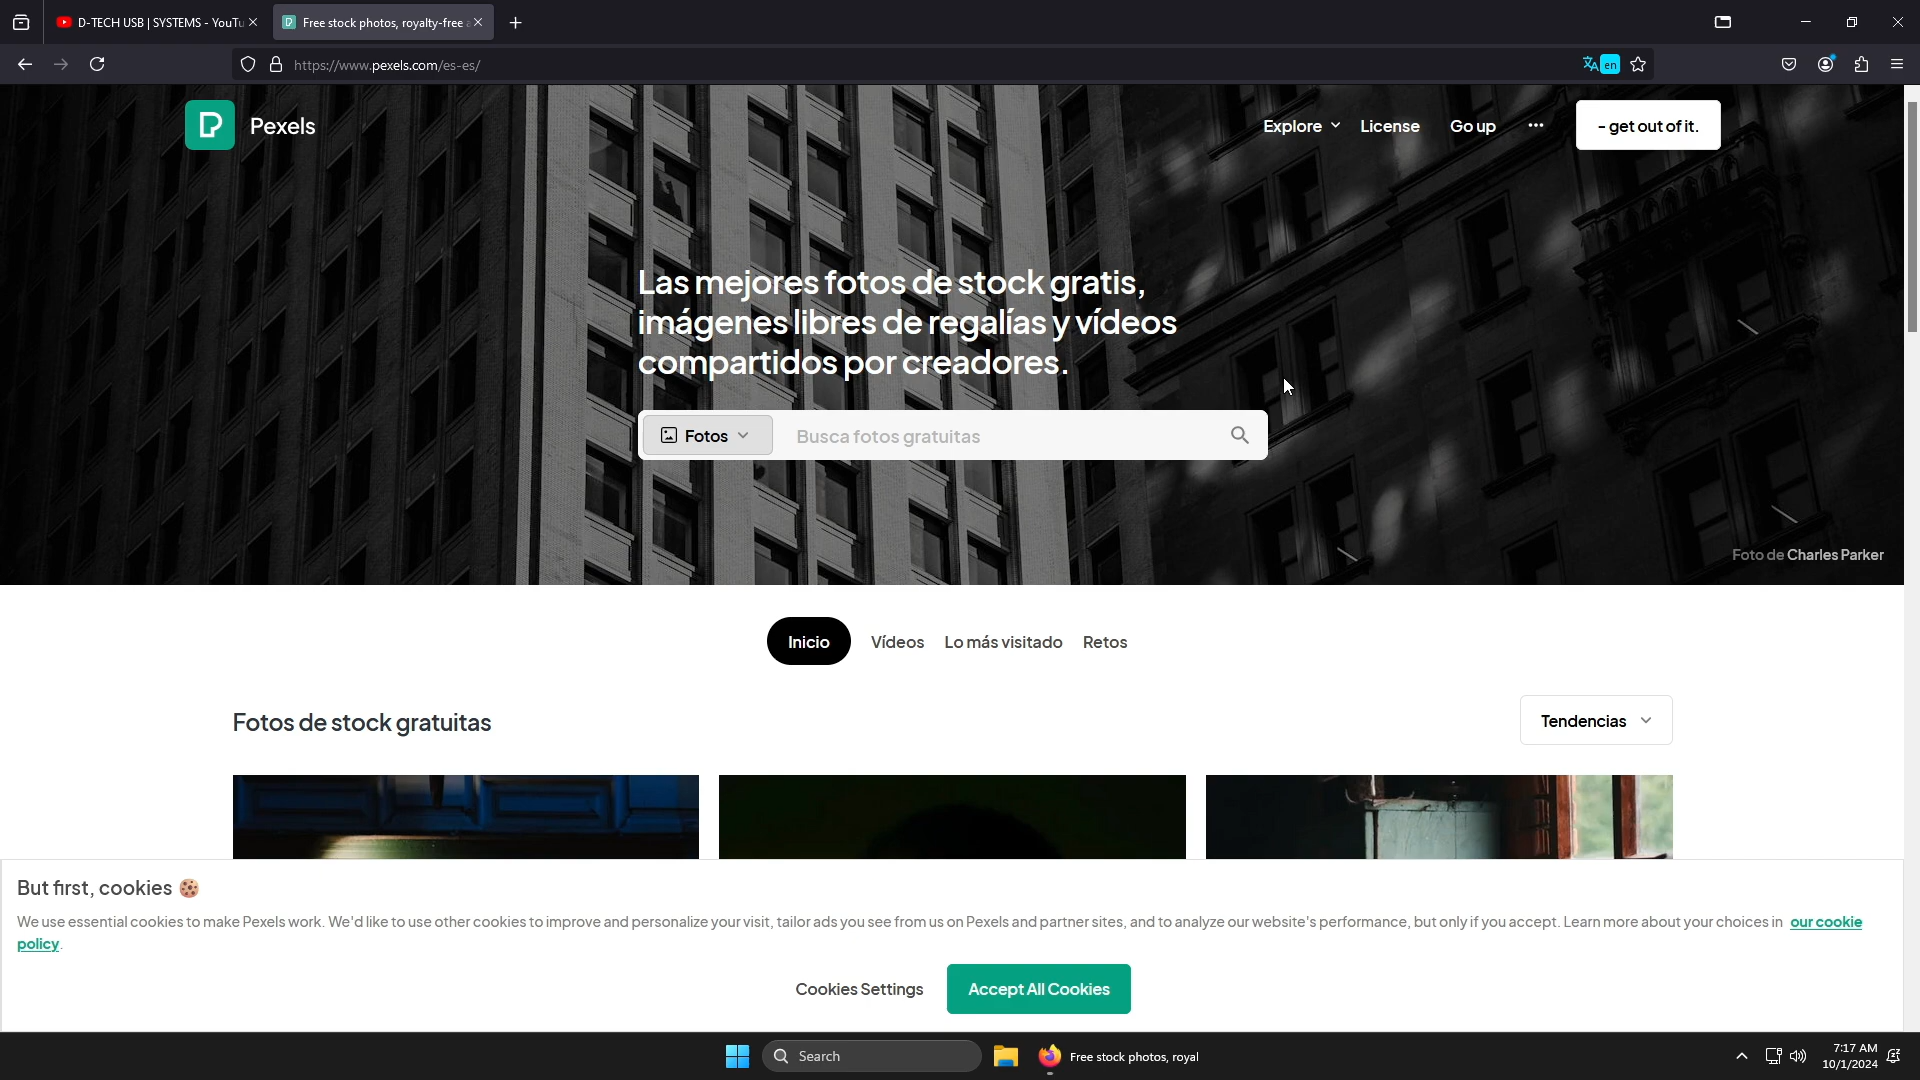 D-TECH USB | SYSTEMS - YouTu
Free stock photos, royalty-free
https://www.pexels.com/es-es/
en
Pexels
Explore
License
Go up
- get out of it.
Las mejores fotos de stock gratis,
imágenes libres de regalías y vídeos
compartidos por creadores.
Fotos
Busca fotos gratuitas
Foto de Charles Parker
Inicio
Vídeos
Lo más visitado
Retos
Fotos de stock gratuitas
Tendencias
But first, cookies 🍪
We use essential cookies to make Pexels work. We'd like to use other cookies to improve and personalize your visit, tailor ads you see from us on Pexels and partner sites, and to analyze our website's performance, but only if you accept. Learn more about your choices in our cookie
policy.
Cookies Settings
Accept All Cookies
Search
Free stock photos, royal
7:17 AM
10/1/2024